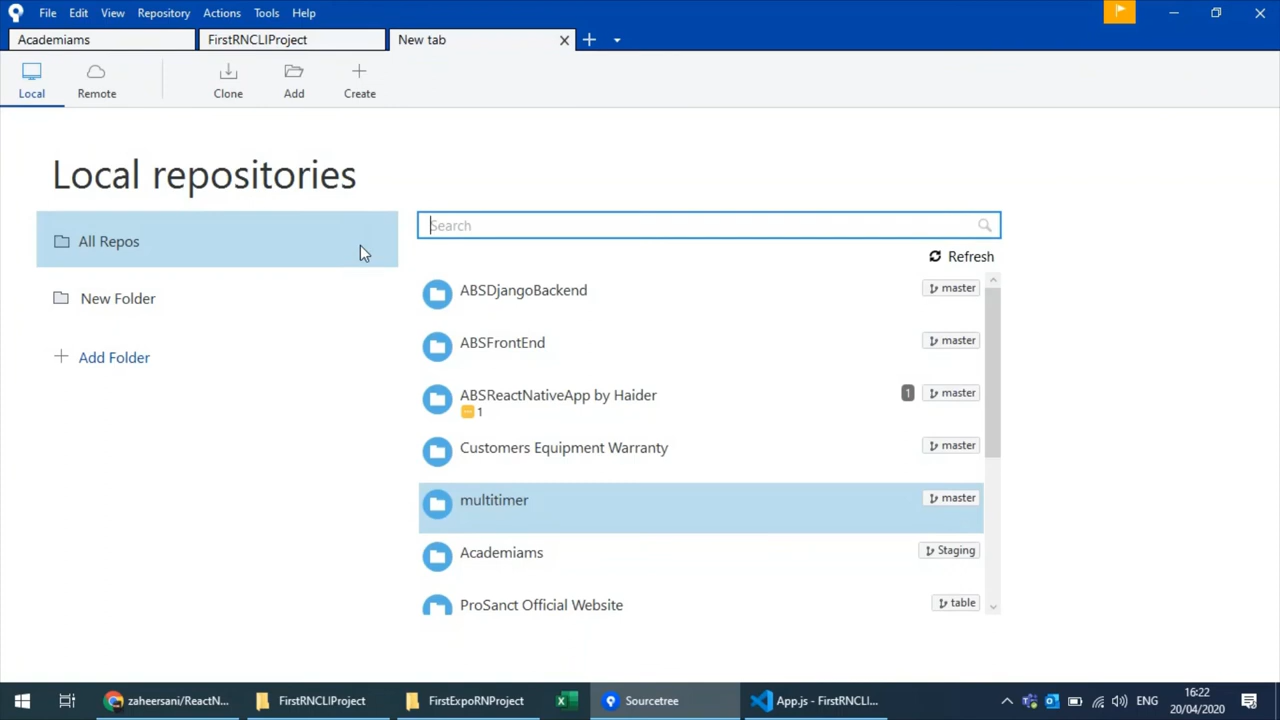 File Edit View Repository Actions Tools Help
Academiams FirstRNCLIProject New tab
Local Remote Clone Add Create
Local repositories
All Repos
New Folder
Add Folder
Search
Refresh
ABSDjangoBackend master
ABSFrontEnd master
ABSReactNativeApp by Haider 1 master
1
Customers Equipment Warranty master
multitimer master
Academiams Staging
ProSanct Official Website table
zaheersani/ReactN... FirstRNCLIProject FirstExpoRNProject Sourcetree App.js - FirstRNCLI... ENG
16:22
20/04/2020